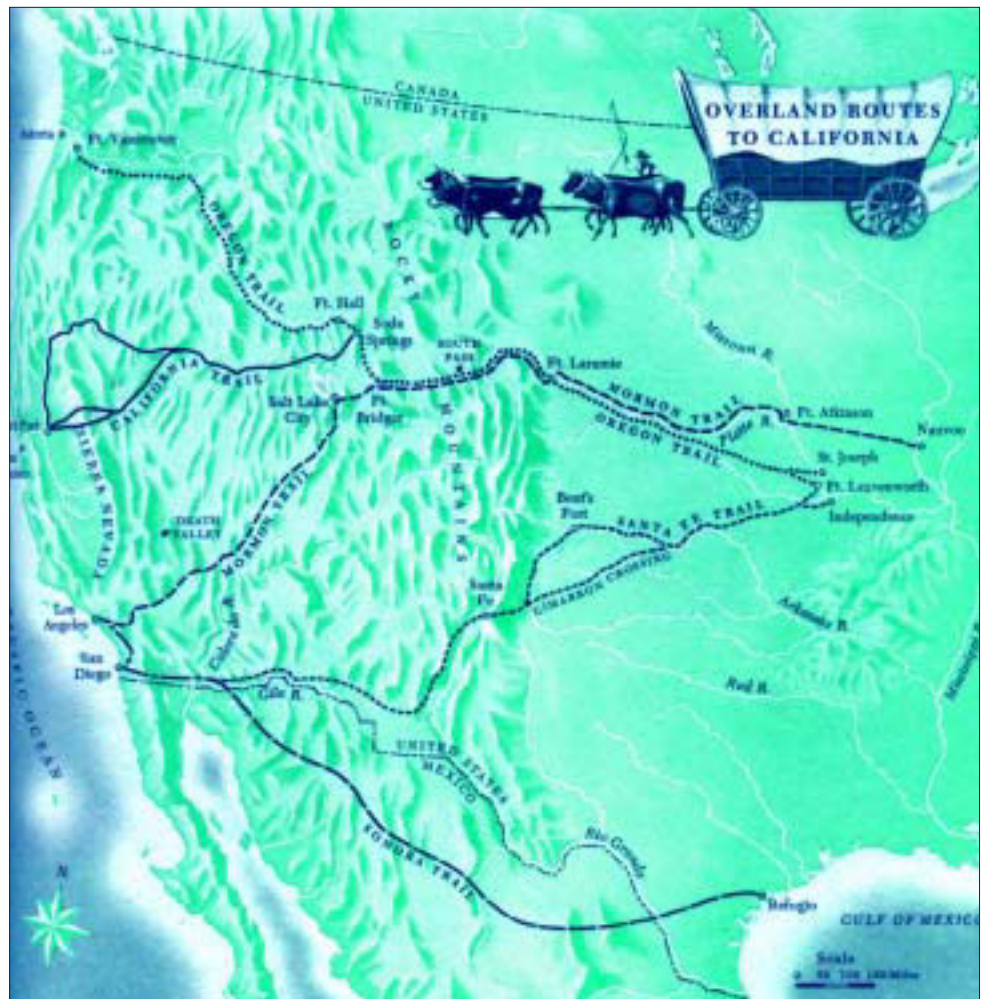 CANADA
UNITED STATES
OVERLAND ROUTES
TO CALIFORNIA
Ft. Vancouver
OREGON TRAIL
ROCKY
MOUNTAINS
Ft. Hall
Soda
Springs
SOUTH
PASS
Missouri R.
Ft. Laramie
CALIFORNIA TRAIL
Salt Lake
City
Ft.
Bridger
MORMON TRAIL
OREGON TRAIL
Platte R.
Ft. Atkinson
Nauvoo
St. Joseph
Ft. Leavenworth
Independence
SIERRA NEVADA
DEATH
VALLEY
MORMON TRAIL
Bent's
Fort
SANTA FE TRAIL
CIMARRON CROSSING
Santa
Fe
Los
Angeles
San
Diego
Colorado R.
Gila R.
Arkansas R.
Red R.
Mississippi R.
PACIFIC OCEAN
UNITED STATES
MEXICO
SONORA TRAIL
Rio Grande
Refugio
GULF OF MEXICO
N
Scale